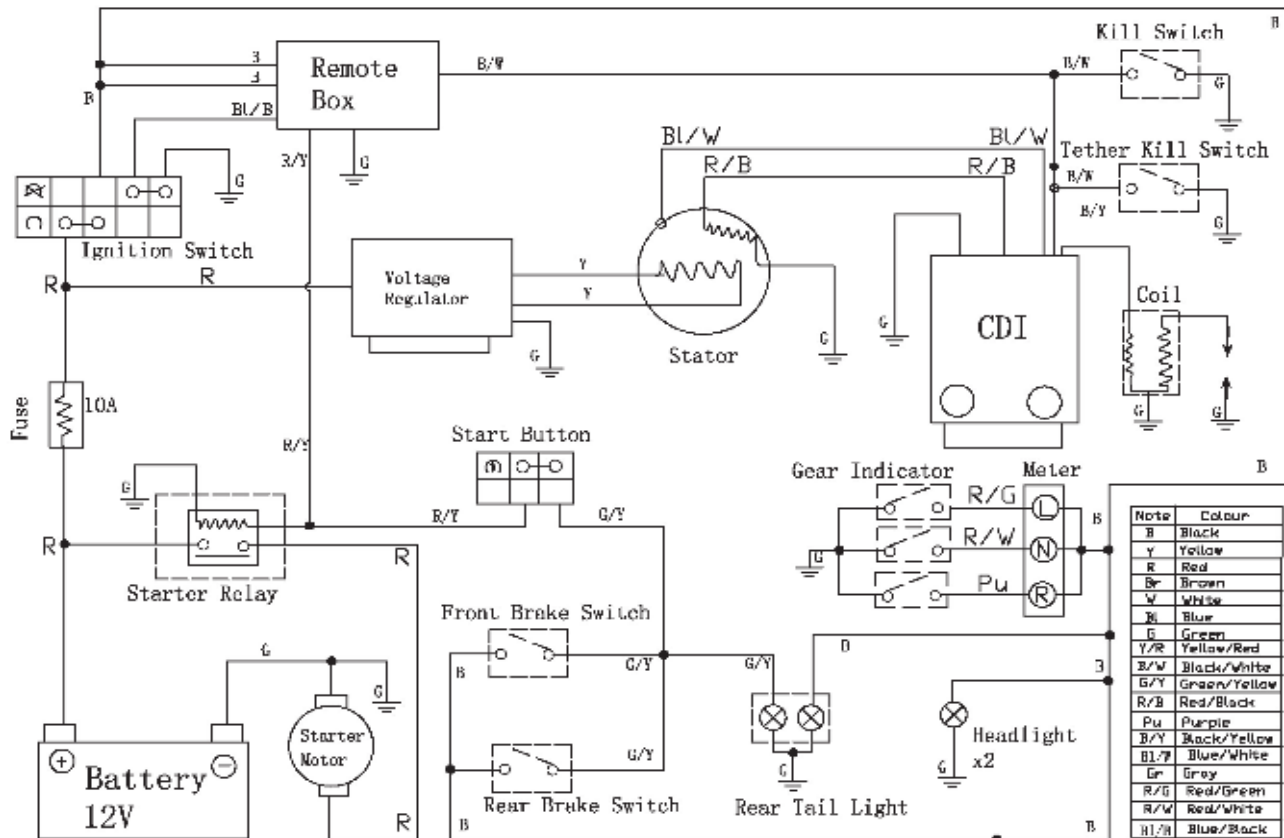 B
Kill Switch
B/W
G
Remote
Box
3
3
B
Bl/B
R/Y
G
G
B/W
Bl/W
Bl/W
R/B
R/B
Tether Kill Switch
B/W
B/Y
G
Ignition Switch
R
R
Voltage
Regulator
Y
Y
G
Stator
G
G
CDI
Coil
G
G
Fuse
10A
R/Y
Start Button
R/Y
G/Y
G
Starter Relay
R
R
Gear Indicator
Meter
R/G
L
R/W
N
Pu
R
G
B
B
Front Brake Switch
B
G/Y
G/Y
Rear Brake Switch
G/Y
B
Rear Tail Light
G
D
3
Headlight
x2
G
B
G
G
Starter
Motor
R
Battery
12V
Note Colour
B Black
Y Yellow
R Red
Br Brown
W White
Bl Blue
G Green
Y/R Yellow/Red
B/W Black/White
G/Y Green/Yellow
R/B Red/Black
Pu Purple
B/Y Black/Yellow
Bl/W Blue/White
Gr Grey
R/G Red/Green
R/W Red/White
Bl/B Blue/Black